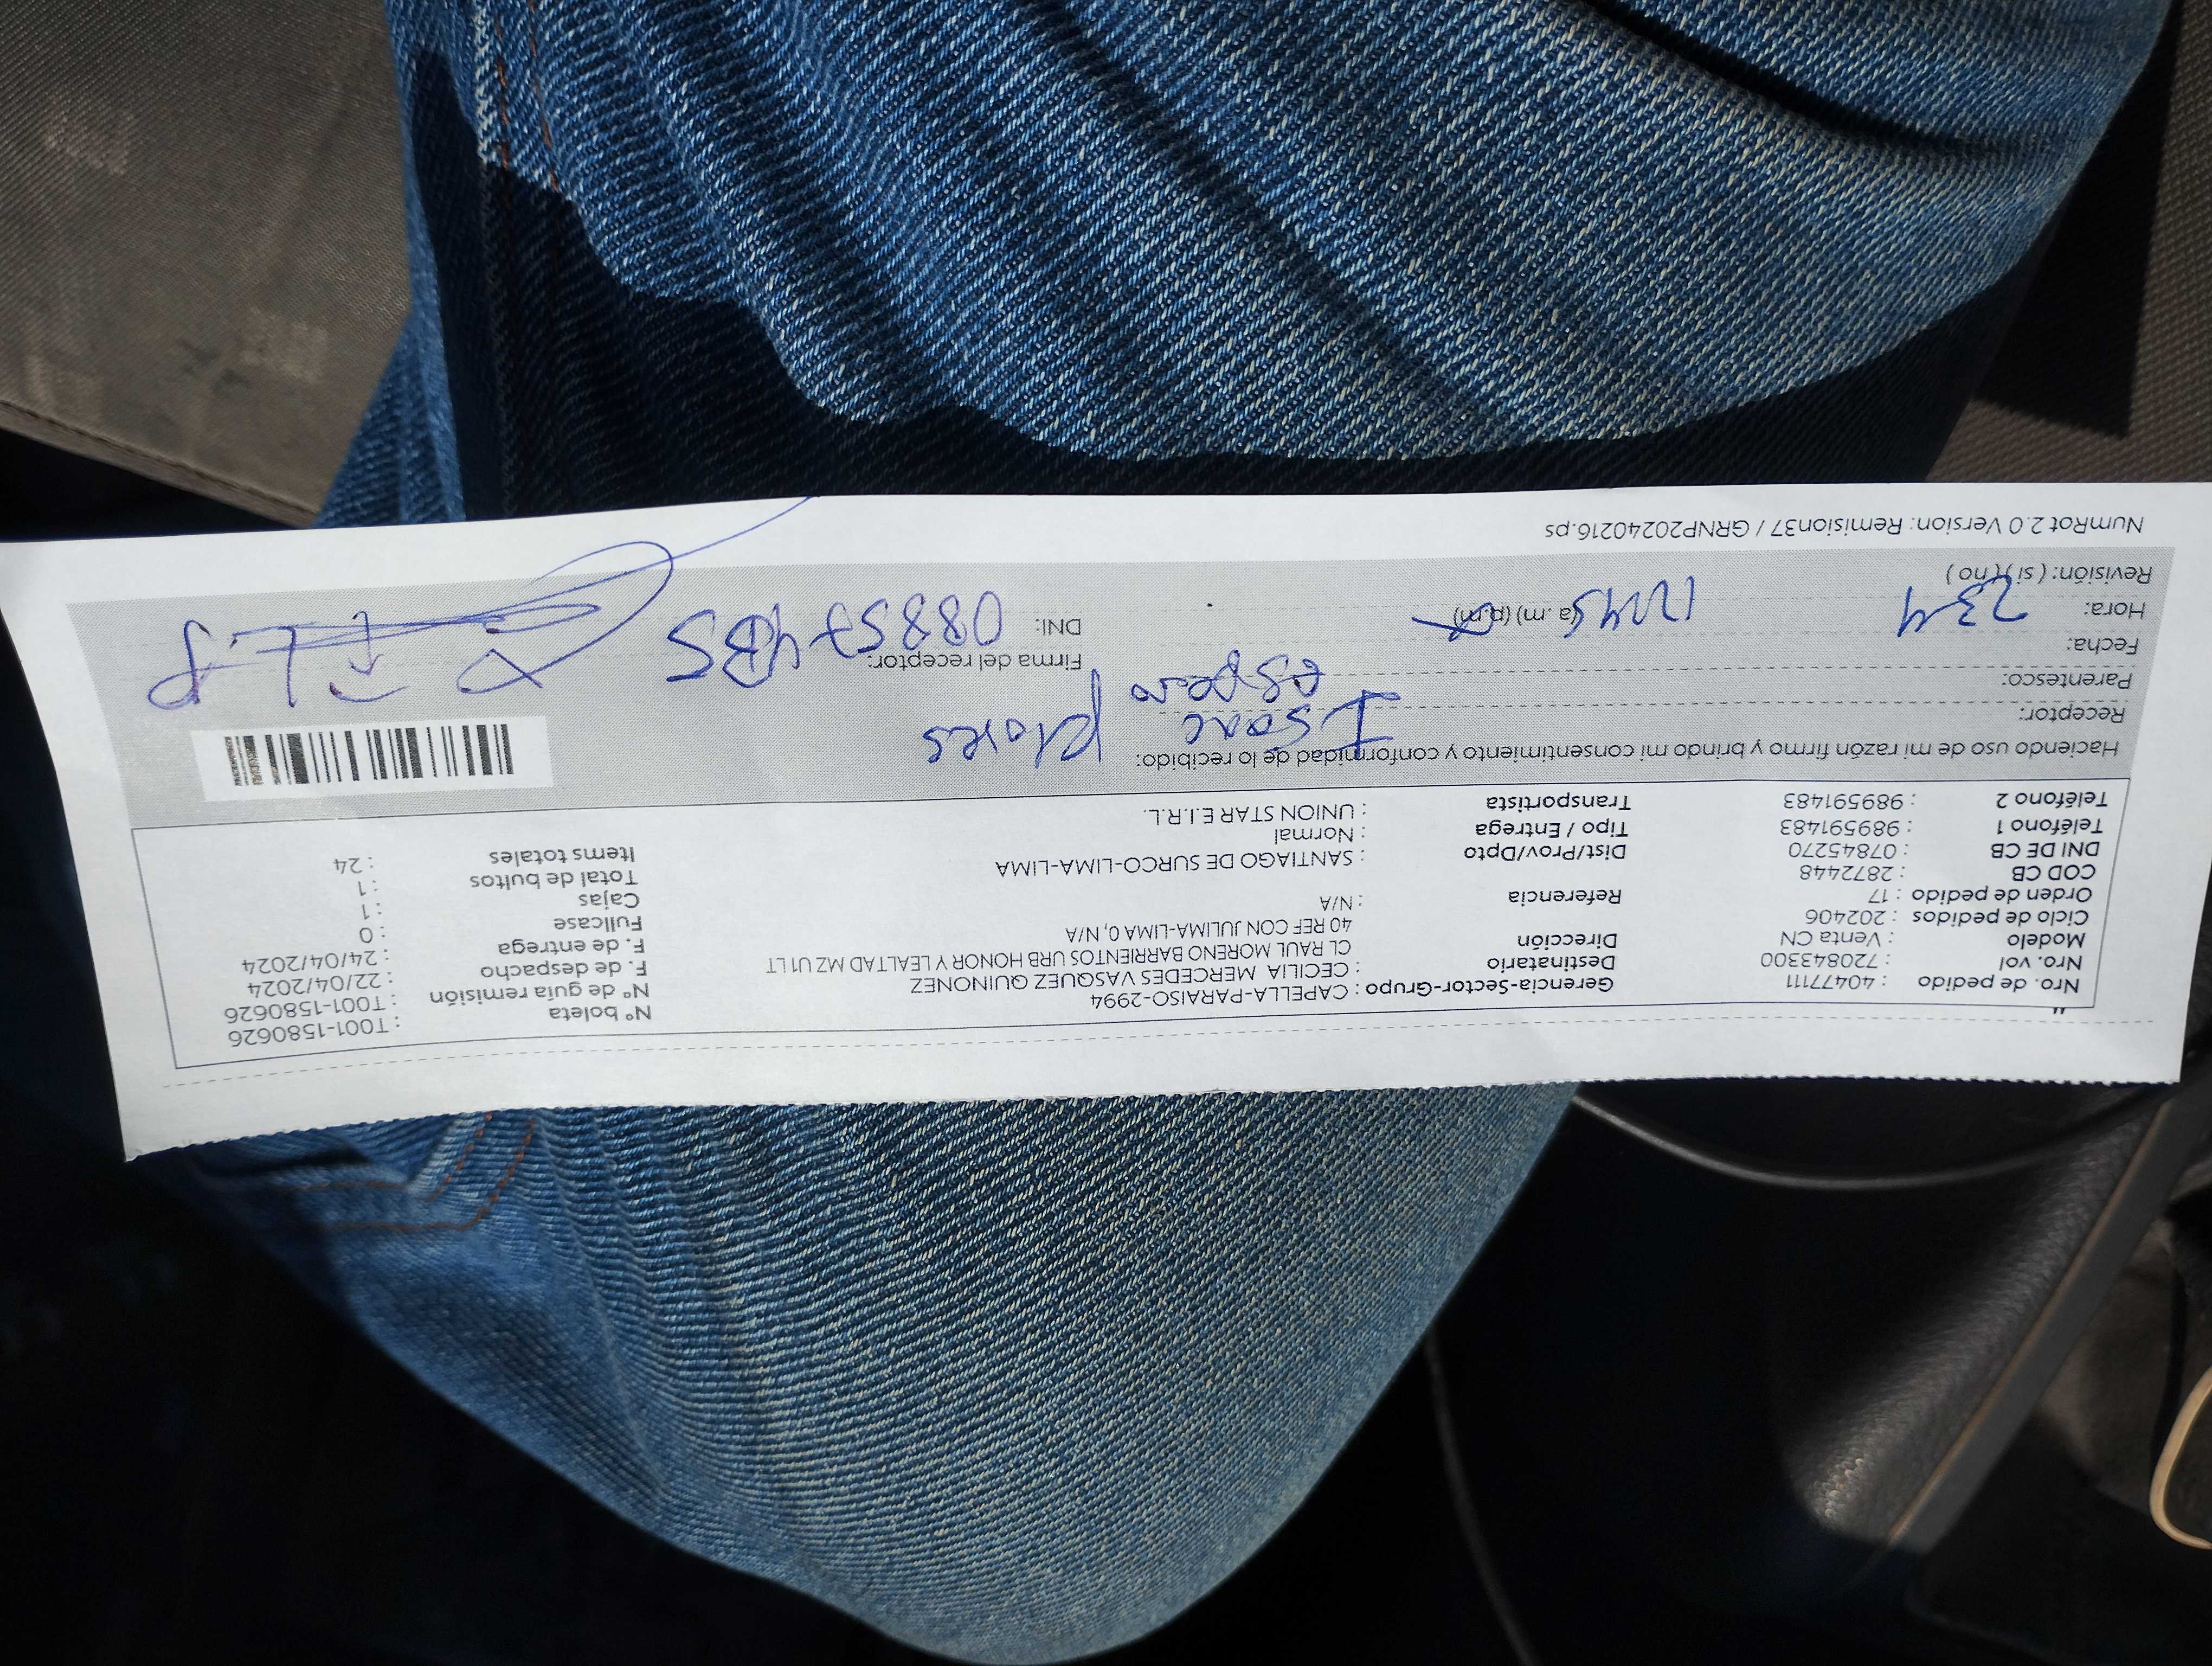 Nro. de pedido : 40477111 Gerencia-Sector-Grupo : CAPELLA-PARAISO-2994 N° boleta : T001-1580626
Nro. vol : 720843300 Destinatario : CECILIA MERCEDES VASQUEZ QUINONEZ N° de guía remisión : T001-1580626
Modelo : Venta CN Dirección CL RAUL MORENO BARRIENTOS URB HONOR Y LEALTAD MZ U1 LT F. de despacho : 22/04/2024
Ciclo de pedidos : 202406 40 REF CON JULIMA-LIMA 0, N/A F. de entrega : 24/04/2024
Orden de pedido : 17 Referencia : N/A Fullcase : 0
COD CB : 2872448 Cajas : 1
DNI DE CB : 07845270 Dist/Prov/Dpto : SANTIAGO DE SURCO-LIMA-LIMA Total de bultos : 1
Teléfono 1 : 989591483 Tipo / Entrega : Normal Items totales : 24
Teléfono 2 : 989591483 Transportista : UNION STAR E.I.R.L.
Haciendo uso de mi razón firmo y brindo mi consentimiento y conformidad de lo recibido:
Receptor: Isaac
Parentesco:
Fecha: Firma del receptor:
Hora: (a. m) (p.m) DNI:
Revisión: ( si )( no )
NumRot 2.0 Version: Remision37 / GRNP20240216.ps